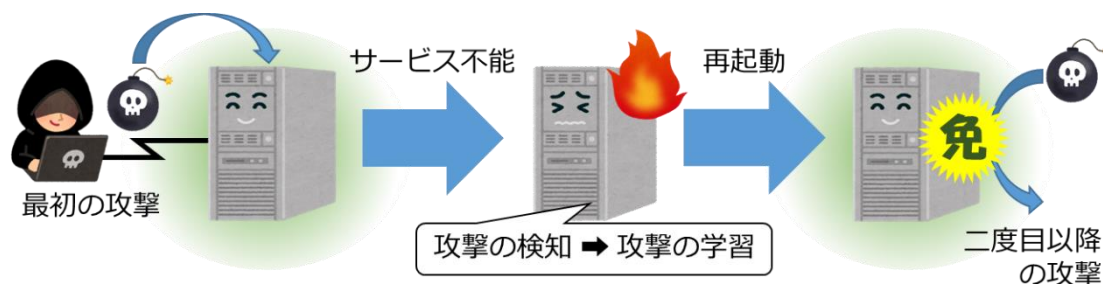 最初の攻撃
サービス不能
攻撃の検知 ➡ 攻撃の学習
再起動
免
二度目以降
の攻撃